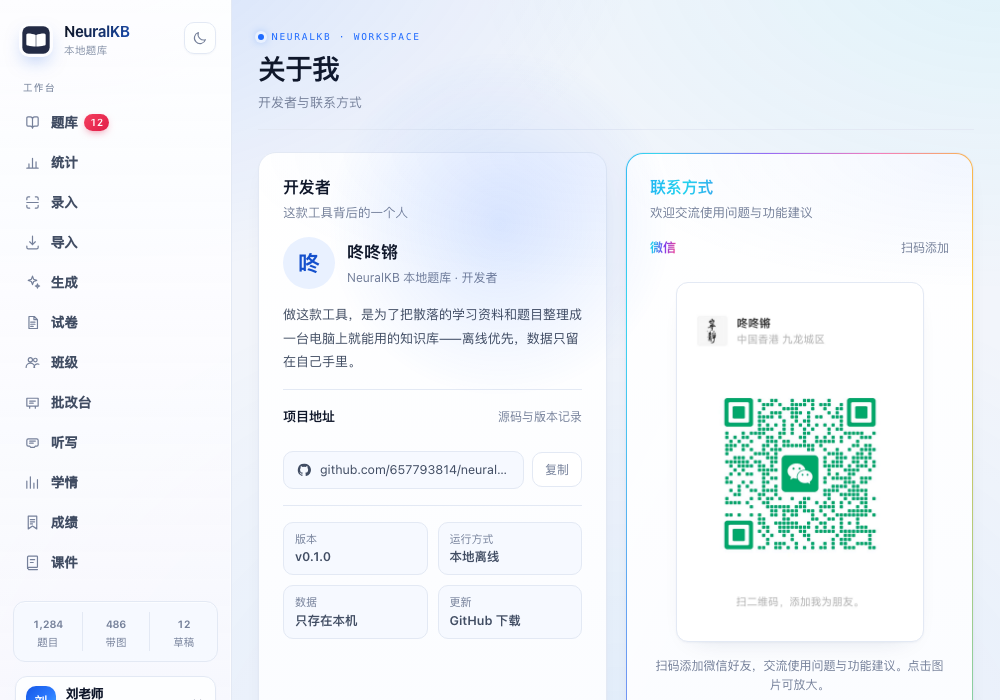 NeuralKB
本地题库
工作台
题库 12
统计
录入
导入
生成
试卷
班级
批改台
听写
学情
成绩
课件
1,284 486 12
题目 带图 草稿
刘老师
NEURALKB · WORKSPACE
关于我
开发者与联系方式
开发者
这款工具背后的一个人
咚
咚咚锵
NeuralKB 本地题库 · 开发者
做这款工具，是为了把散落的学习资料和题目整理成
一台电脑上就能用的知识库——离线优先，数据只留
在自己手里。
项目地址 源码与版本记录
github.com/657793814/neural... 复制
版本
v0.1.0
运行方式
本地离线
数据
只存在本机
更新
GitHub 下载
联系方式
欢迎交流使用问题与功能建议
微信 扫码添加
咚咚锵
中国香港 九龙城区
扫二维码，添加我为朋友。
扫码添加微信好友，交流使用问题与功能建议。点击图
片可放大。